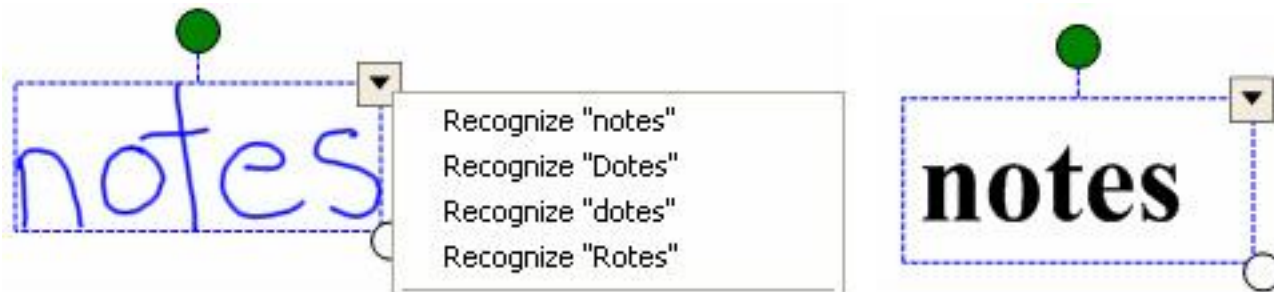 notes
Recognize "notes"
Recognize "Dotes"
Recognize "dotes"
Recognize "Rotes"
notes